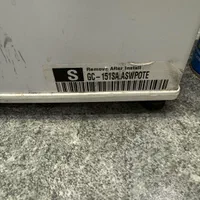 S
Remove After Install
GC-151SA.ASWPOTE